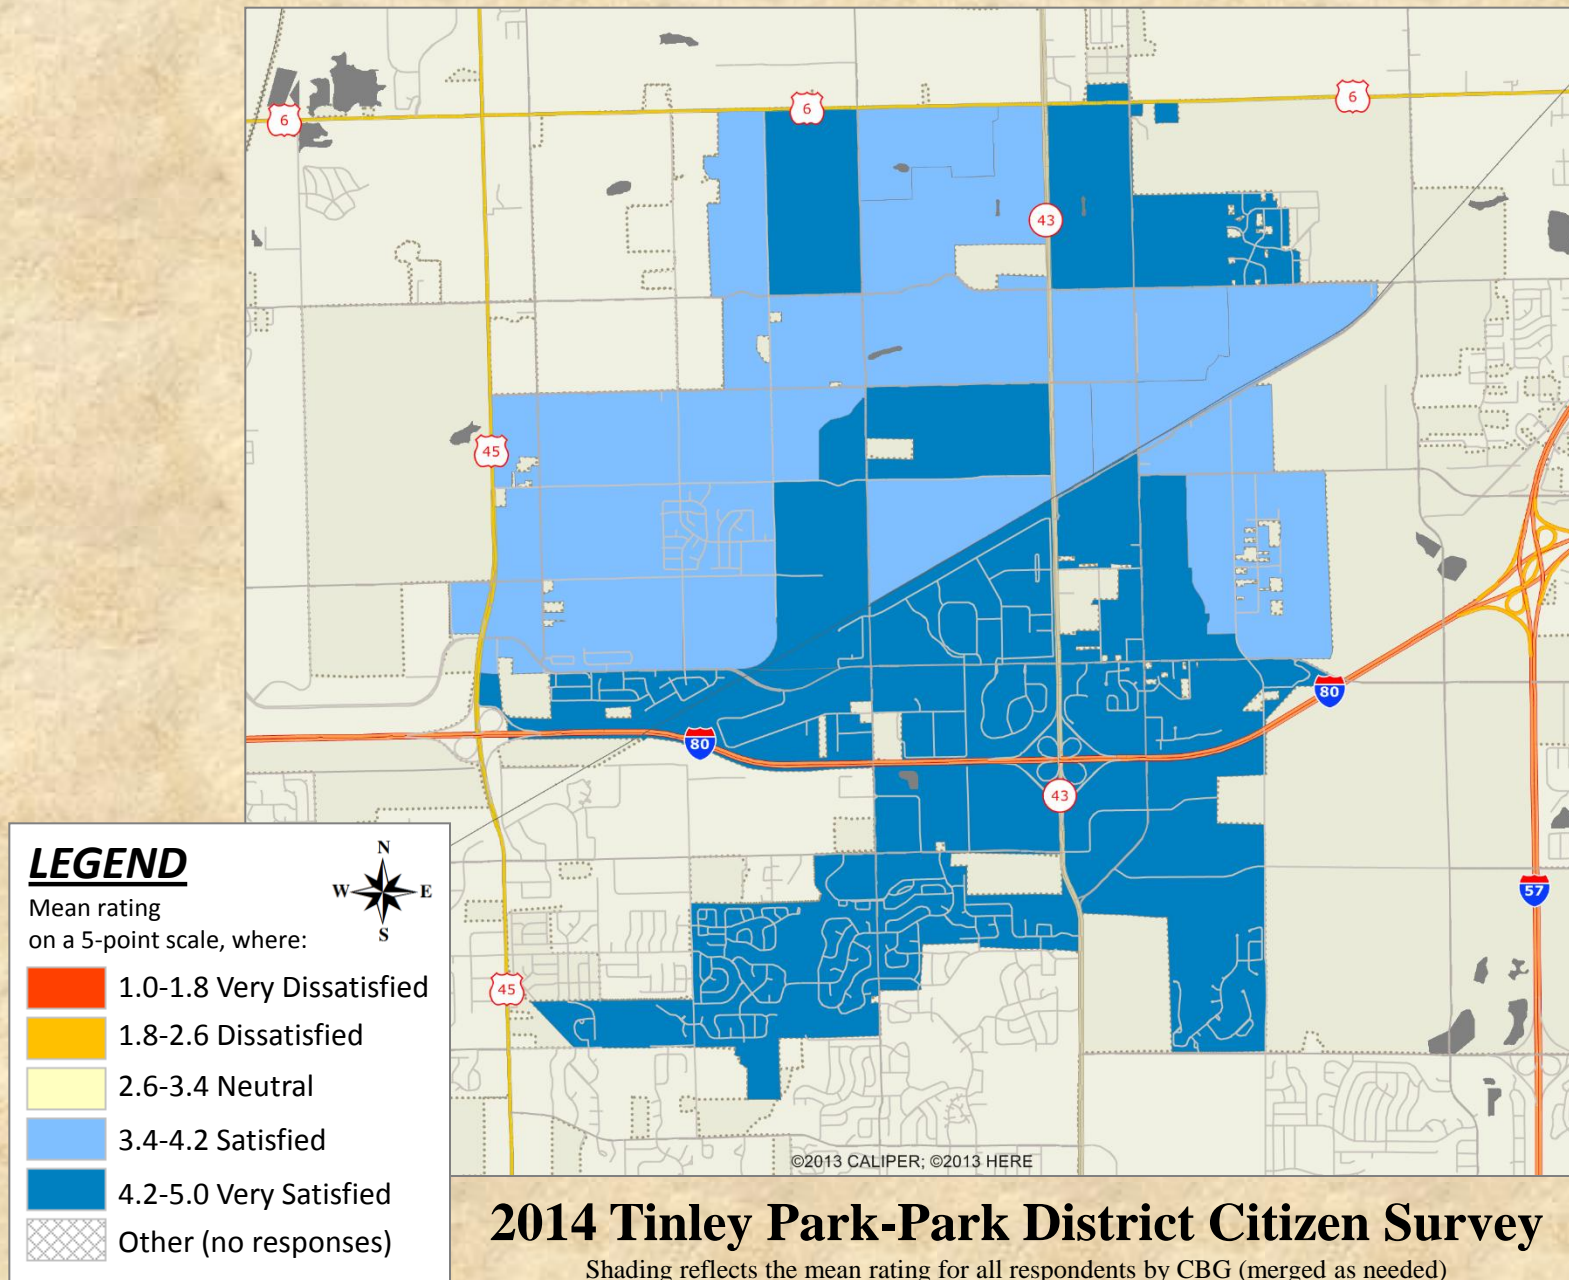 6
6
6
43
45
80
80
43
57
45
LEGEND
N
W E
S
Mean rating
on a 5-point scale, where:
1.0-1.8 Very Dissatisfied
1.8-2.6 Dissatisfied
2.6-3.4 Neutral
3.4-4.2 Satisfied
4.2-5.0 Very Satisfied
Other (no responses)
©2013 CALIPER; ©2013 HERE
2014 Tinley Park-Park District Citizen Survey
Shading reflects the mean rating for all respondents by CBG (merged as needed)